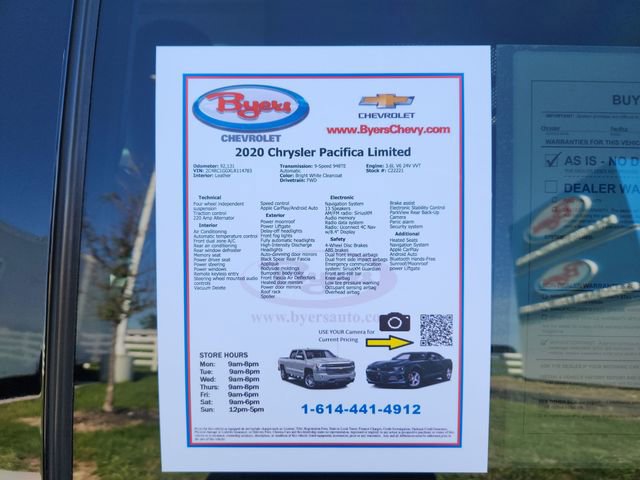 Byers
CHEVROLET
CHEVROLET
www.ByersChevy.com
2020 Chrysler Pacifica Limited
Odometer: 92,131
VIN: 2C4RC1GGXLR114783
Interior: Leather
Transmission: 9-Speed 948TE
Automatic
Color: Bright White Clearcoat
Drivetrain: FWD
Engine: 3.6L V6 24V VVT
Stock #: C22221
Technical
Four wheel independent
suspension
Traction control
220 Amp Alternator
Interior
Air Conditioning
Automatic temperature control
Front dual zone A/C
Rear air conditioning
Rear window defroster
Memory seat
Power driver seat
Power steering
Power windows
Remote keyless entry
Steering wheel mounted audio
controls
Vacuum Delete
Speed control
Apple CarPlay/Android Auto
Exterior
Power moonroof
Power Liftgate
Delay-off headlights
Front fog lights
Fully automatic headlights
High-Intensity Discharge
Headlights
Auto-dimming door mirrors
Black Spear Rear Fascia
applique
Bodyside moldings
Bumpers: body-color
Front Fascia Air Deflectors
Heated door mirrors
Power door mirrors
Roof rack
Spoiler
Electronic
Navigation System
13 Speakers
AM/FM radio: SiriusXM
Audio memory
Radio data system
Radio: Uconnect 4C Nav
w/8.4" Display
Safety
4-Wheel Disc Brakes
ABS brakes
Dual front impact airbags
Dual front side impact airbags
Emergency communication
system: SiriusXM Guardian
Front anti-roll bar
Knee airbag
Low tire pressure warning
Occupant sensing airbag
Overhead airbag
Brake assist
Electronic Stability Control
ParkView Rear Back-Up
Camera
Panic alarm
Security system
Additional
Heated Seats
Navigation System
Apple CarPlay
Android Auto
Bluetooth Hands-Free
Sunroof/Moonroof
power Liftgate
www.byersauto.co
USE YOUR Camera for
Current Pricing
STORE HOURS
Mon: 9am-8pm
Tue: 9am-8pm
Wed: 9am-8pm
Thurs: 9am-8pm
Fri: 9am-6pm
Sat: 9am-6pm
Sun: 12pm-5pm
1-614-441-4912
BUY
IMPORTANT:
WARRANTIES FOR THIS VEHIC
AS IS - NO D
DEALER WAR